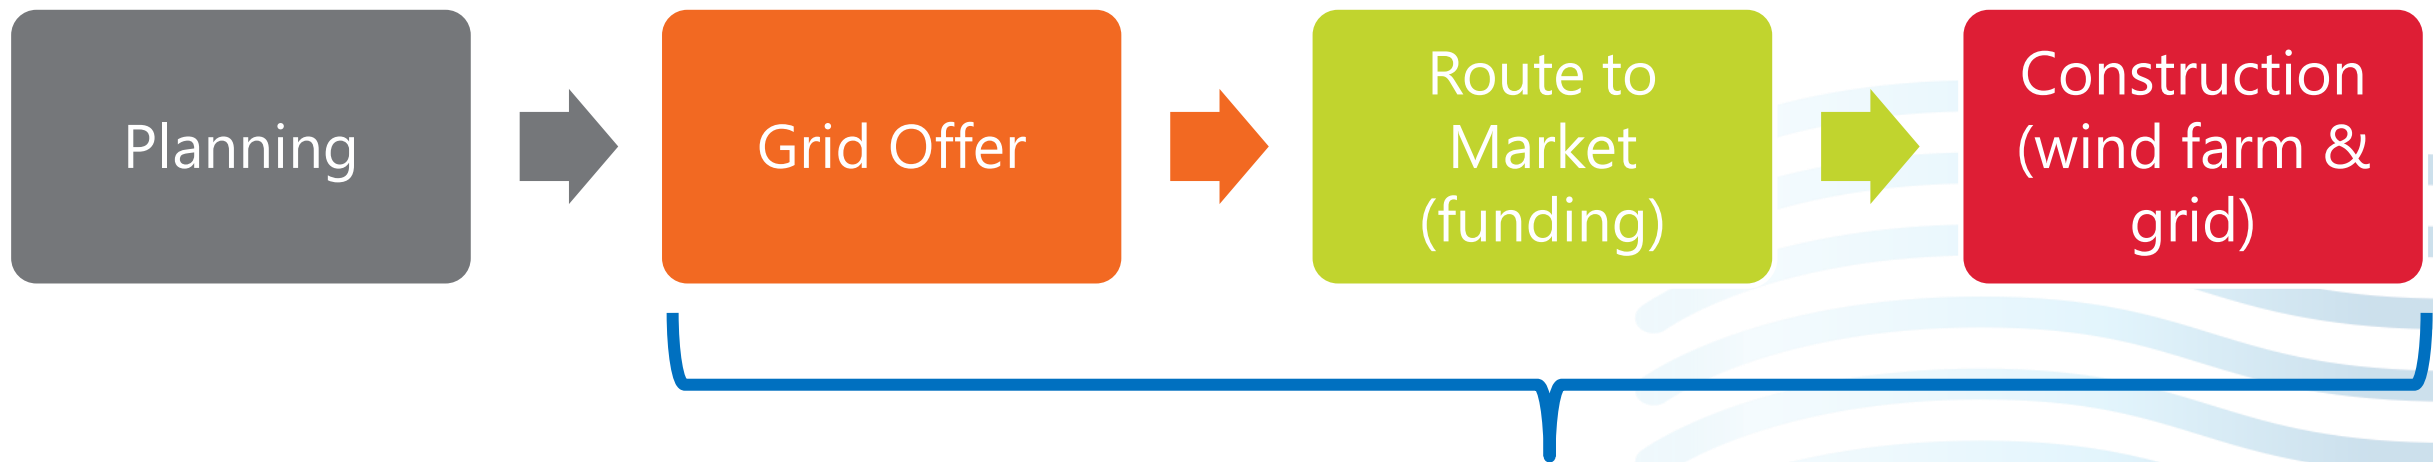 Planning
Grid Offer
Route to
Market
(funding)
Construction
(wind farm &
grid)